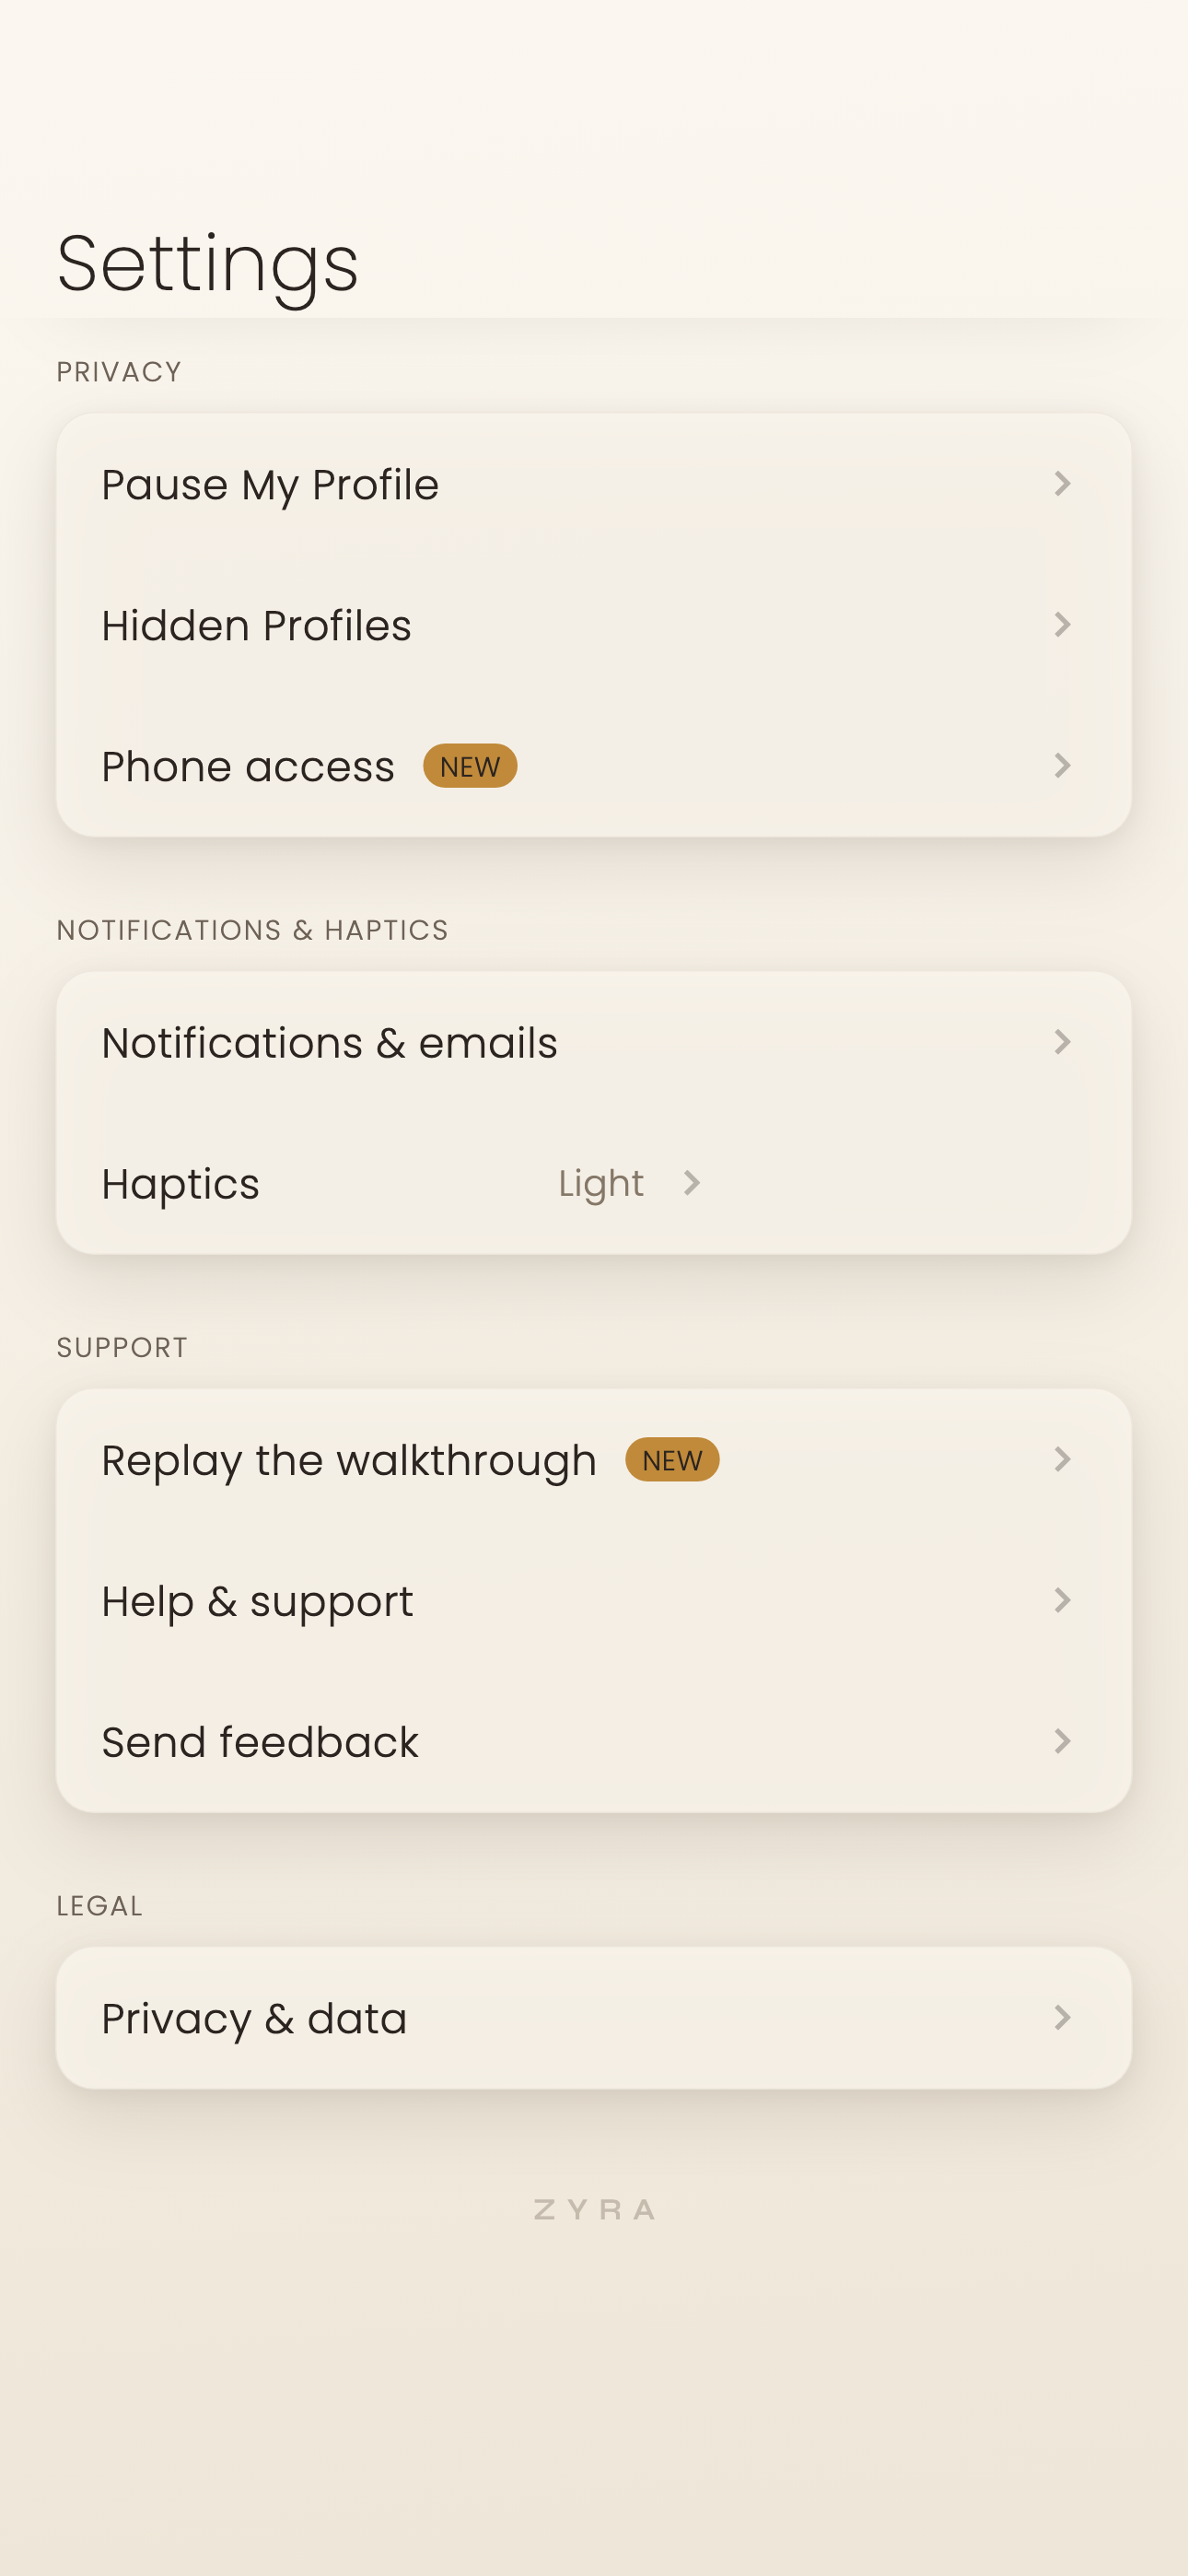 Settings
PRIVACY
Pause My Profile
Hidden Profiles
Phone access NEW
NOTIFICATIONS & HAPTICS
Notifications & emails
Haptics Light
SUPPORT
Replay the walkthrough NEW
Help & support
Send feedback
LEGAL
Privacy & data
ZYRA